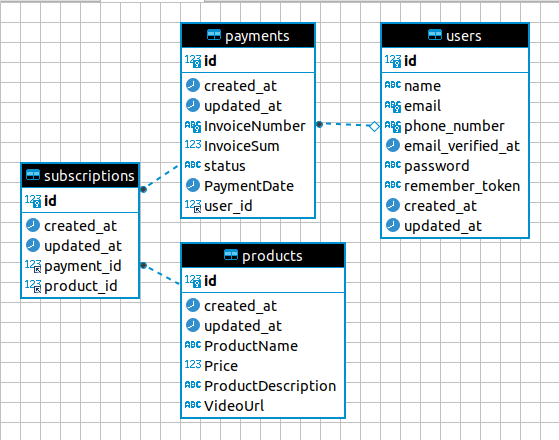 payments
id
created_at
updated_at
InvoiceNumber
InvoiceSum
status
PaymentDate
user_id
users
id
name
email
phone_number
email_verified_at
password
remember_token
created_at
updated_at
subscriptions
id
created_at
updated_at
payment_id
product_id
products
id
created_at
updated_at
ProductName
Price
ProductDescription
VideoUrl